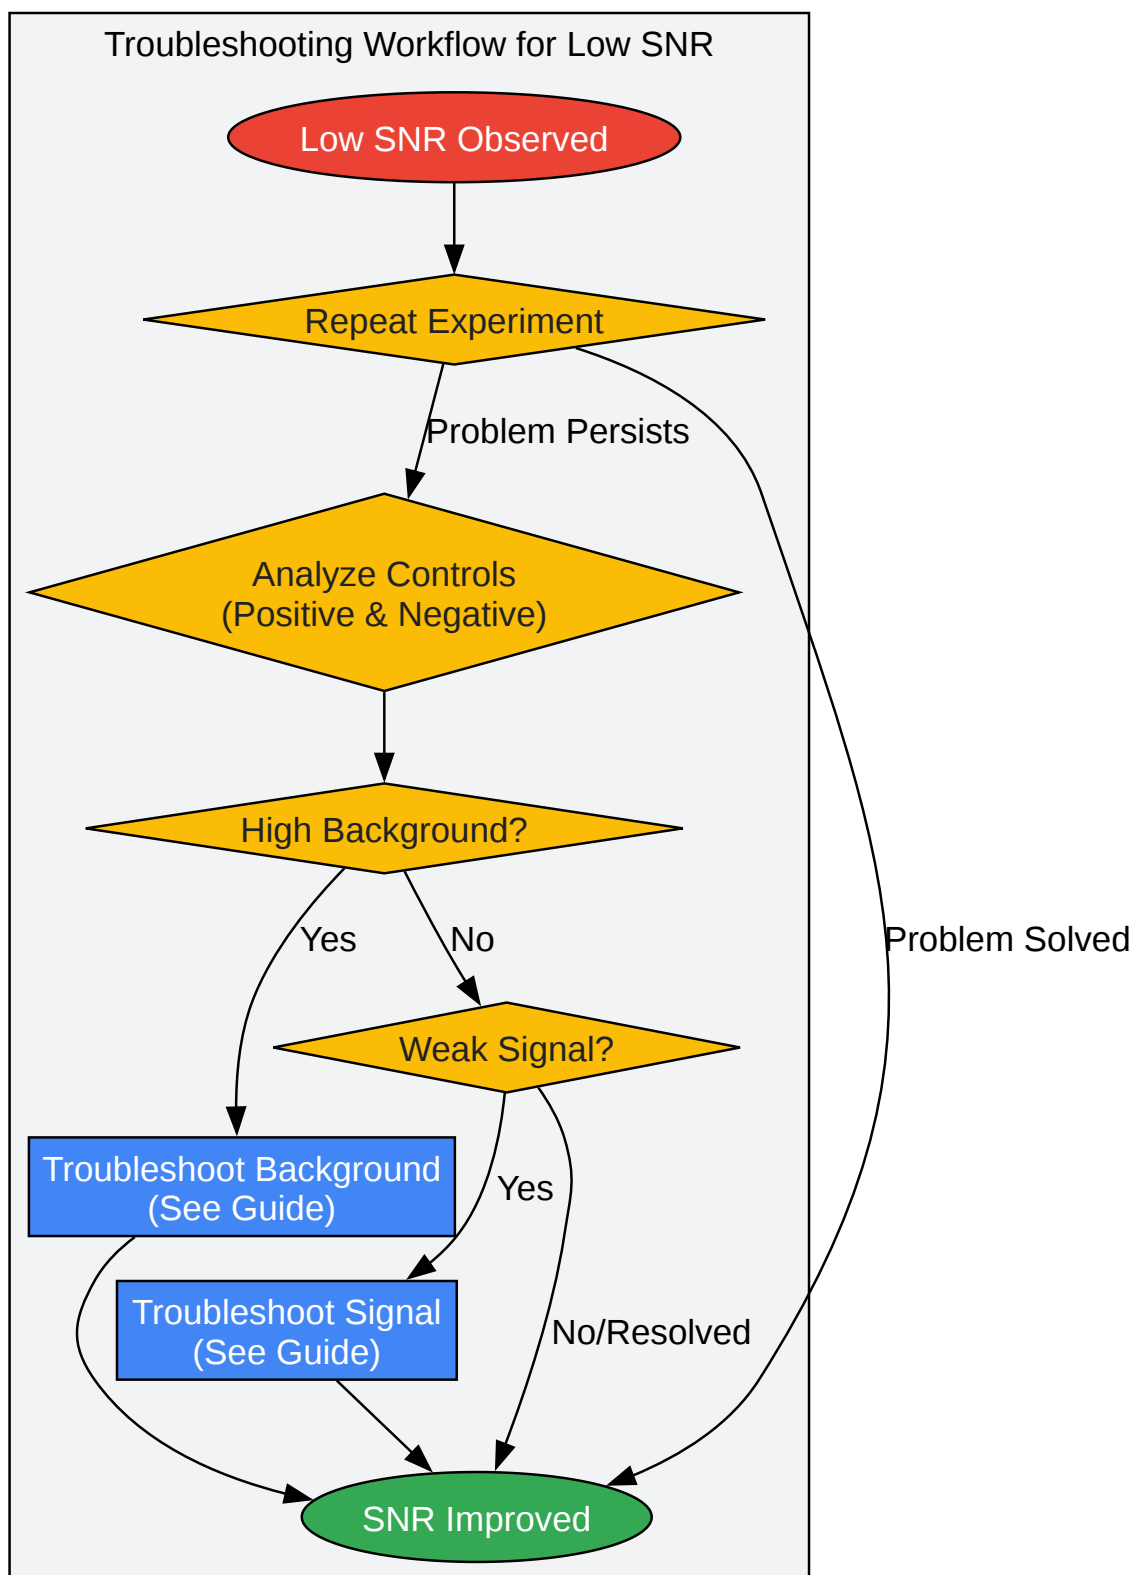 Troubleshooting Workflow for Low SNR
Low SNR Observed
Repeat Experiment
Problem Persists
Analyze Controls
(Positive & Negative)
High Background?
Yes
No
Problem Solved
Weak Signal?
Troubleshoot Background
(See Guide)
Yes
Troubleshoot Signal
(See Guide)
No/Resolved
SNR Improved